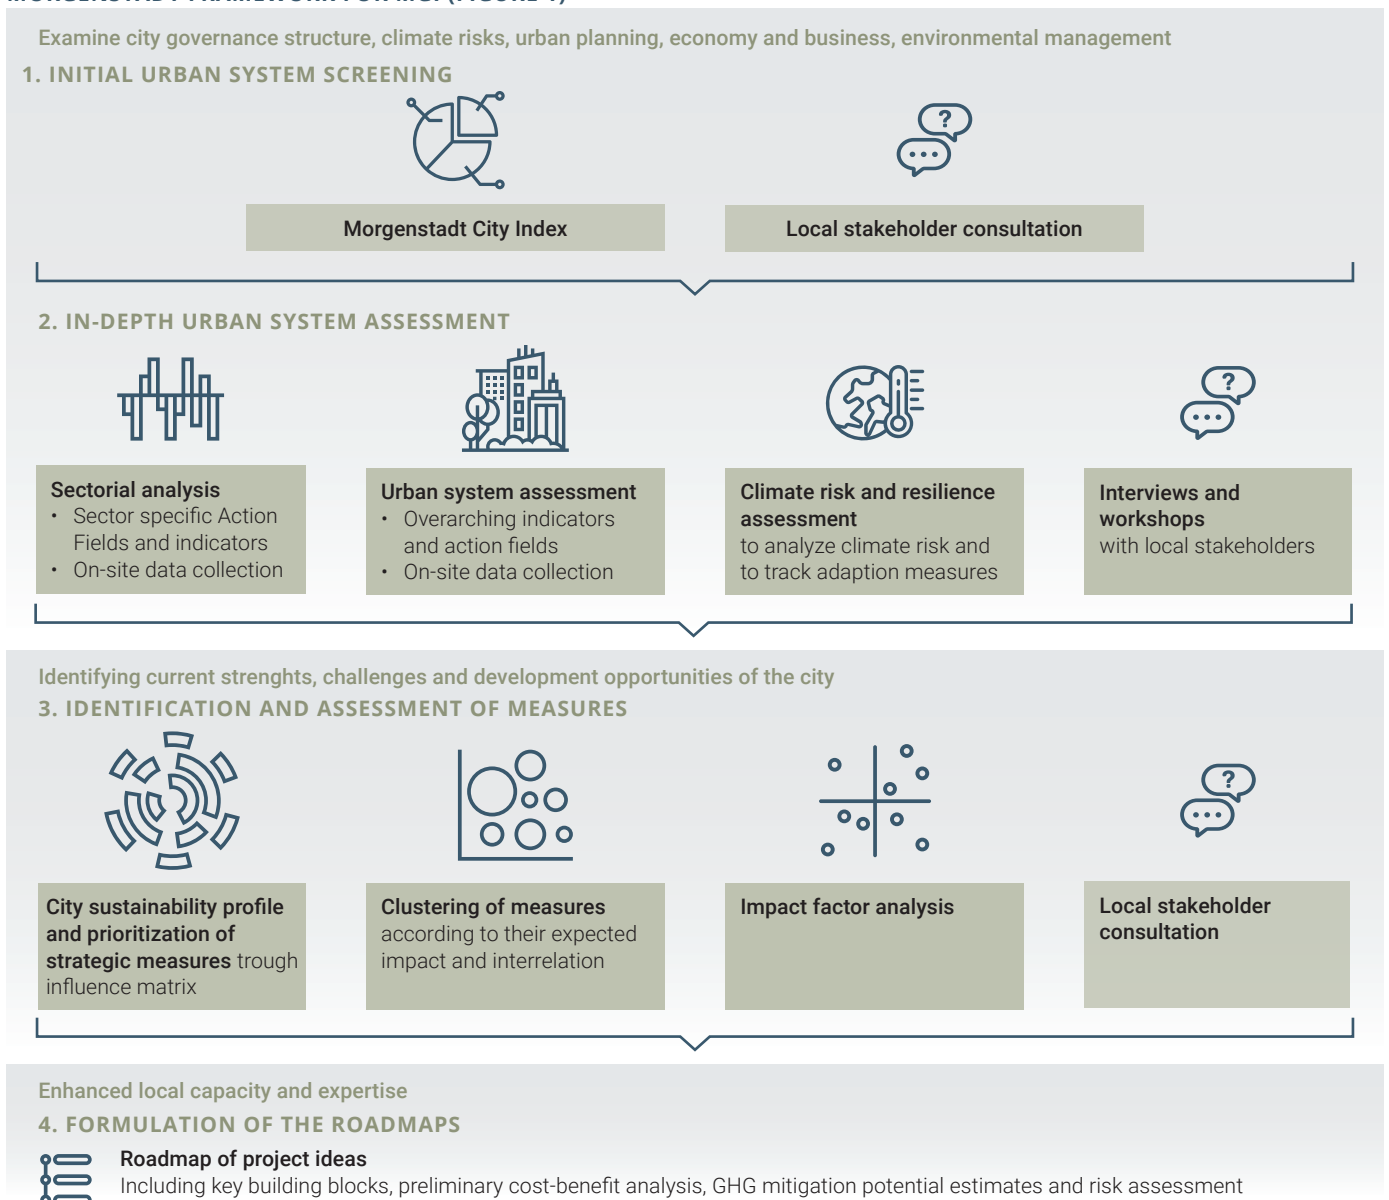 MORGENSTADT FRAMEWORK FOR MGI (FIGURE 1)
Examine city governance structure, climate risks, urban planning, economy and business, environmental management
1. INITIAL URBAN SYSTEM SCREENING
?
Morgenstadt City Index
Local stakeholder consultation
2. IN-DEPTH URBAN SYSTEM ASSESSMENT
?
Sectorial analysis
• Sector specific Action
Fields and indicators
• On-site data collection
Urban system assessment
• Overarching indicators
and action fields
• On-site data collection
Climate risk and resilience
assessment
to analyze climate risk and
to track adaption measures
Interviews and
workshops
with local stakeholders
Identifying current strenghts, challenges and development opportunities of the city
3. IDENTIFICATION AND ASSESSMENT OF MEASURES
?
City sustainability profile
and prioritization of
strategic measures trough
influence matrix
Clustering of measures
according to their expected
impact and interrelation
Impact factor analysis
Local stakeholder
consultation
Enhanced local capacity and expertise
4. FORMULATION OF THE ROADMAPS
Roadmap of project ideas
Including key building blocks, preliminary cost-benefit analysis, GHG mitigation potential estimates and risk assessment